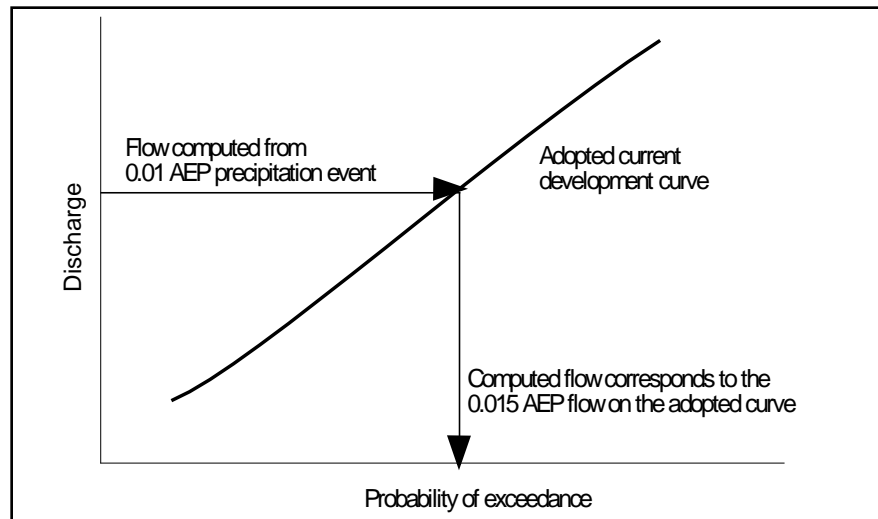 Flow computed from
0.01 AEP precipitation event
Adopted current
development curve
Discharge
Computed flow corresponds to the
0.015 AEP flow on the adopted curve
Probability of exceedance